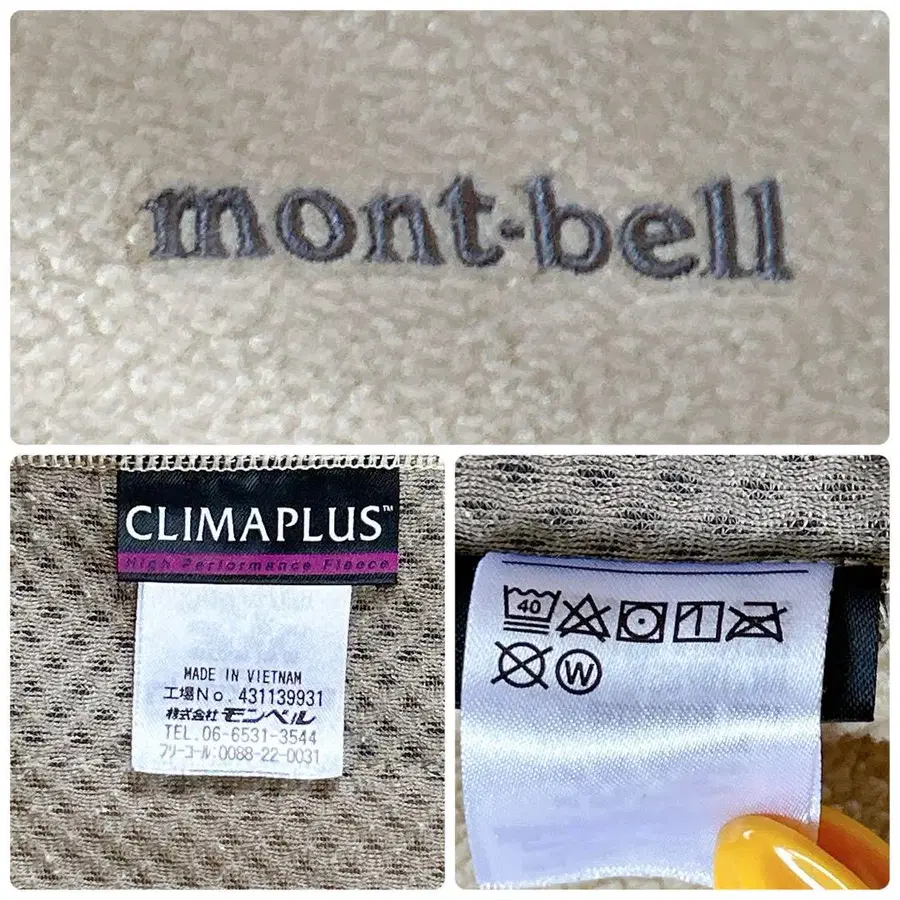 mont-bell
CLIMAPLUS™
High Performance Fleece
MADE IN VIETNAM
工場No. 431139931
株式会社 モンベル
TEL. 06-6531-3544
フリーコール:0088-22-0031
40
W